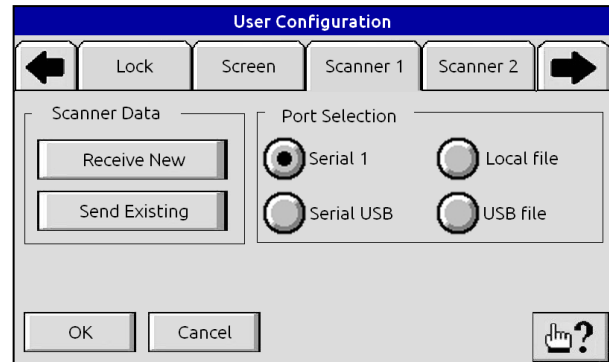 User Configuration
Lock Screen Scanner 1 Scanner 2
Scanner Data Port Selection
Receive New Serial 1 Local file
Send Existing Serial USB USB file
OK Cancel ?